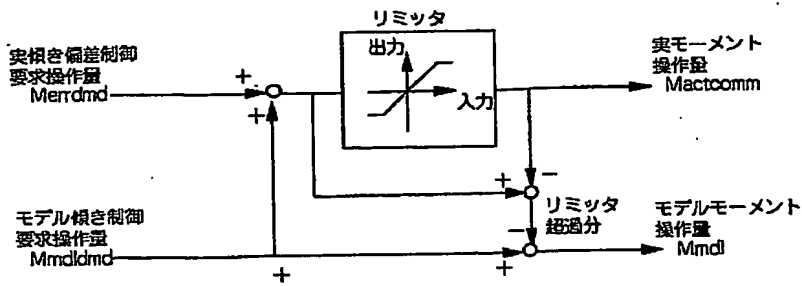 リミッタ
出力
入力
実傾き偏差制御
要求操作量
Merrdmd
+
+
実モーメント
操作量
Mactcomm
+
−
リミッタ
超過分
−
モデル傾き制御
要求操作量
Mmdldmd
+
+
モデルモーメント
操作量
Mmdl